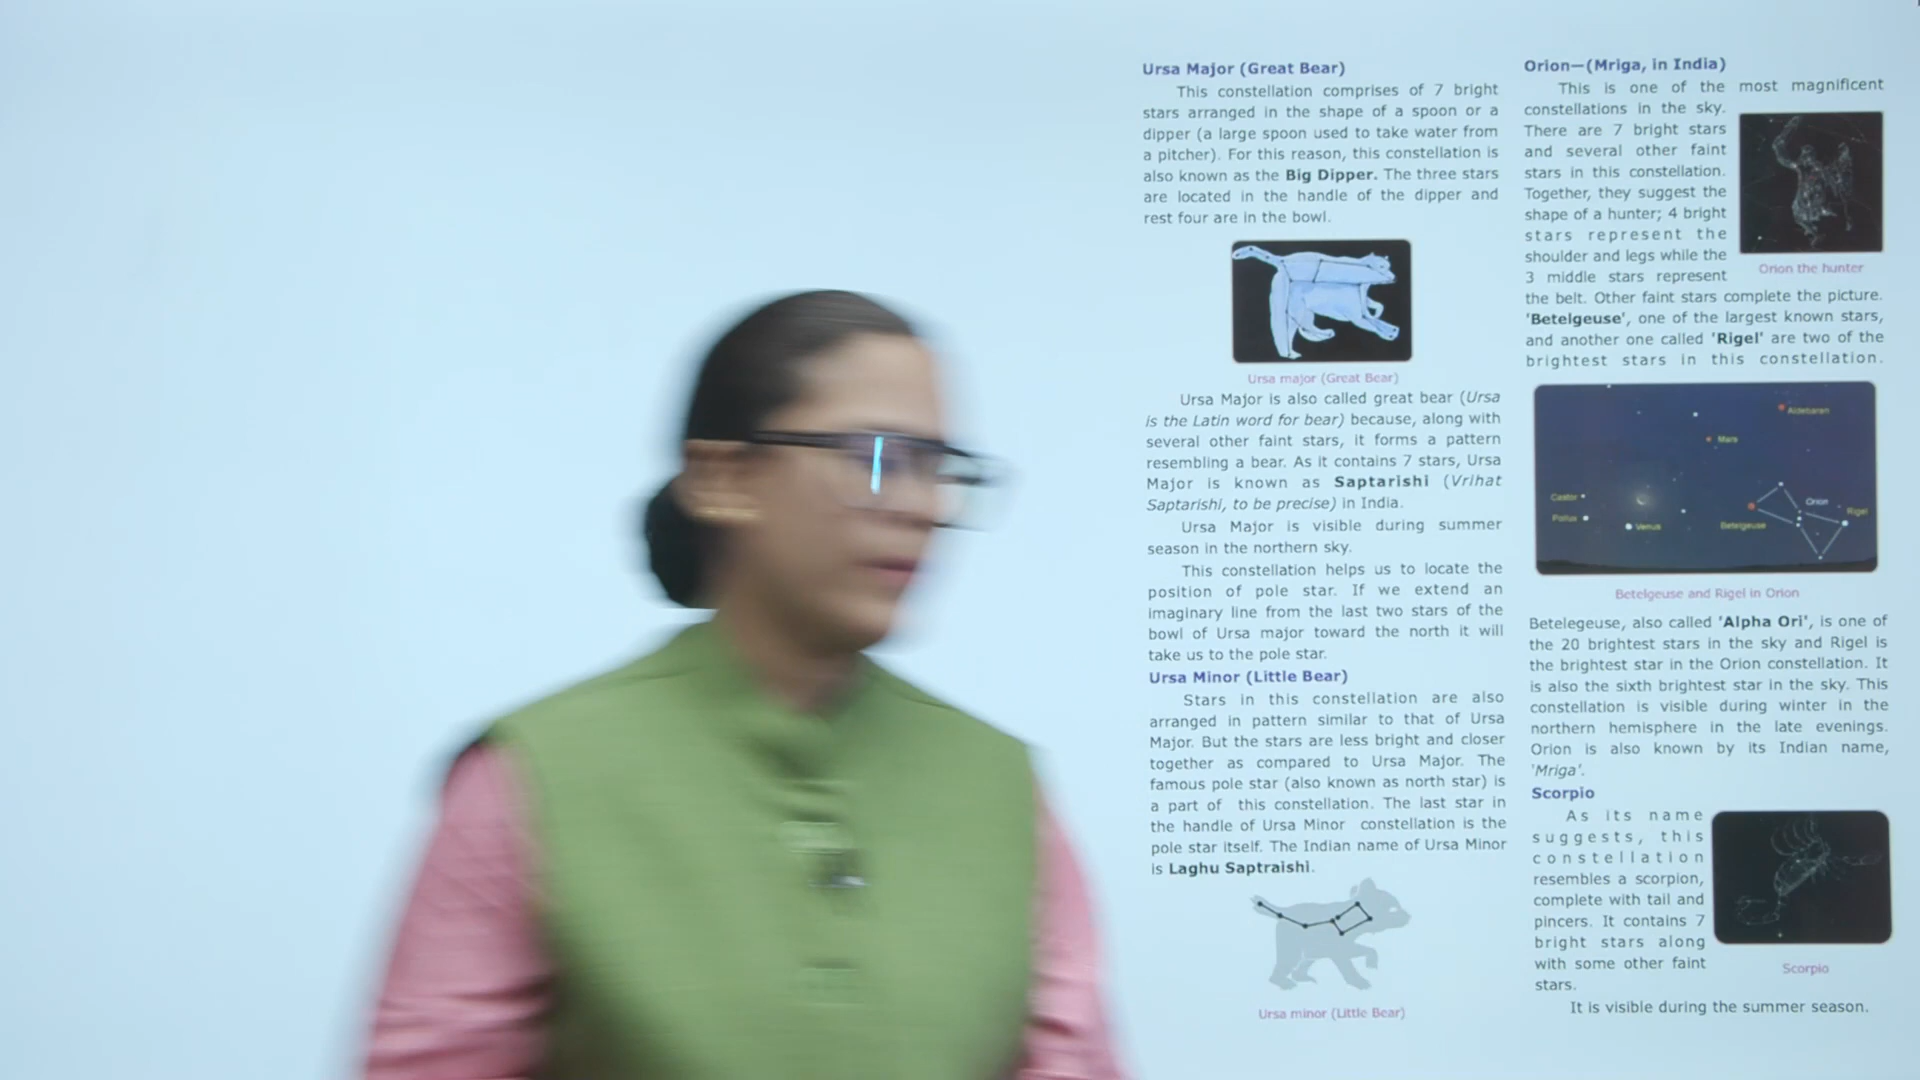 Ursa Major (Great Bear)
This constellation comprises of 7 bright
stars arranged in the shape of a spoon or a
dipper (a large spoon used to take water from
a pitcher). For this reason, this constellation is
also known as the Big Dipper. The three stars
are located in the handle of the dipper and
rest four are in the bowl.
Ursa major (Great Bear)
Ursa Major is also called great bear (Ursa
is the Latin word for bear) because, along with
several other faint stars, it forms a pattern
resembling a bear. As it contains 7 stars, Ursa
Major is known as Saptarishi (Vrihat
Saptarishi, to be precise) in India.
Ursa Major is visible during summer
season in the northern sky.
This constellation helps us to locate the
position of pole star. If we extend an
imaginary line from the last two stars of the
bowl of Ursa major toward the north it will
take us to the pole star.
Ursa Minor (Little Bear)
Stars in this constellation are also
arranged in pattern similar to that of Ursa
Major. But the stars are less bright and closer
together as compared to Ursa Major. The
famous pole star (also known as north star) is
a part of this constellation. The last star in
the handle of Ursa Minor constellation is the
pole star itself. The Indian name of Ursa Minor
is Laghu Saptraishi.
Ursa minor (Little Bear)
Orion—(Mriga, in India)
This is one of the most magnificent
constellations in the sky.
There are 7 bright stars
and several other faint
stars in this constellation.
Together, they suggest the
shape of a hunter; 4 bright
stars represent the
shoulder and legs while the
3 middle stars represent
Orion the hunter
the belt. Other faint stars complete the picture.
'Betelgeuse', one of the largest known stars,
and another one called 'Rigel' are two of the
brightest stars in this constellation.
Aldebaran
Mars
Castor
Pollux
Venus
Betelgeuse
Orion
Rigel
Betelgeuse and Rigel in Orion
Betelegeuse, also called 'Alpha Ori', is one of
the 20 brightest stars in the sky and Rigel is
the brightest star in the Orion constellation. It
is also the sixth brightest star in the sky. This
constellation is visible during winter in the
northern hemisphere in the late evenings.
Orion is also known by its Indian name,
'Mriga'.
Scorpio
As its name
suggests, this
constellation
resembles a scorpion,
complete with tail and
pincers. It contains 7
bright stars along
with some other faint
stars.
Scorpio
It is visible during the summer season.